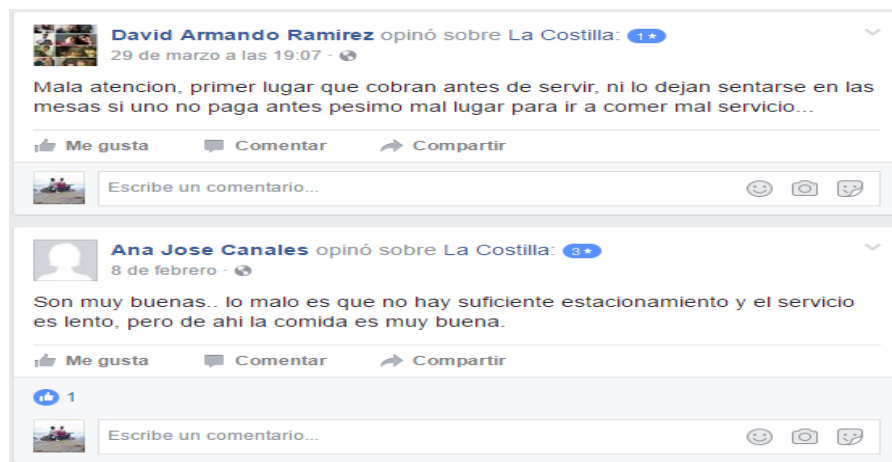 David Armando Ramirez opinó sobre La Costilla: 1★
29 de marzo a las 19:07 ·
Mala atencion, primer lugar que cobran antes de servir, ni lo dejan sentarse en las
mesas si uno no paga antes pesimo mal lugar para ir a comer mal servicio...
Me gusta Comentar Compartir
Escribe un comentario...
Ana Jose Canales opinó sobre La Costilla: 3★
8 de febrero ·
Son muy buenas.. lo malo es que no hay suficiente estacionamiento y el servicio
es lento, pero de ahi la comida es muy buena.
Me gusta Comentar Compartir
1
Escribe un comentario...